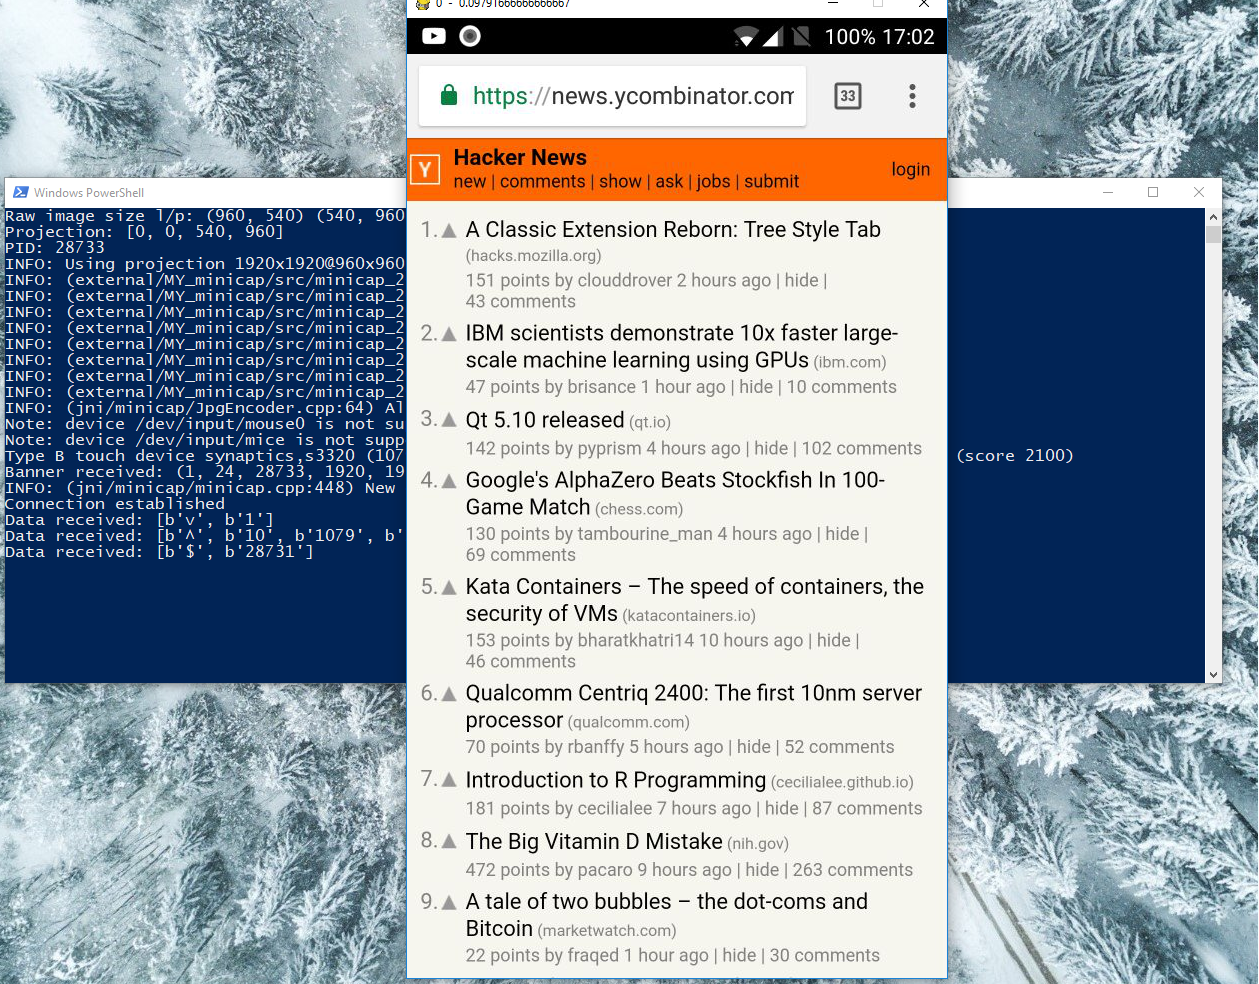 0 - 0.0979166666666667
100% 17:02
https://news.ycombinator.com
33
Y
Hacker News
new | comments | show | ask | jobs | submit
login
1. A Classic Extension Reborn: Tree Style Tab
(hacks.mozilla.org)
151 points by clouddrover 2 hours ago | hide |
43 comments
2. IBM scientists demonstrate 10x faster large-
scale machine learning using GPUs (ibm.com)
47 points by brisance 1 hour ago | hide | 10 comments
3. Qt 5.10 released (qt.io)
142 points by pyprism 4 hours ago | hide | 102 comments
4. Google's AlphaZero Beats Stockfish In 100-
Game Match (chess.com)
130 points by tambourine_man 4 hours ago | hide |
69 comments
5. Kata Containers – The speed of containers, the
security of VMs (katacontainers.io)
153 points by bharatkhatri14 10 hours ago | hide |
46 comments
6. Qualcomm Centriq 2400: The first 10nm server
processor (qualcomm.com)
70 points by rbanffy 5 hours ago | hide | 52 comments
7. Introduction to R Programming (cecilialee.github.io)
181 points by cecilialee 7 hours ago | hide | 87 comments
8. The Big Vitamin D Mistake (nih.gov)
472 points by pacaro 9 hours ago | hide | 263 comments
9. A tale of two bubbles – the dot-coms and
Bitcoin (marketwatch.com)
22 points by fraqed 1 hour ago | hide | 30 comments
Windows PowerShell
Raw image size l/p: (960, 540) (540, 960
Projection: [0, 0, 540, 960]
PID: 28733
INFO: Using projection 1920x1920@960x960
INFO: (external/MY_minicap/src/minicap_2
INFO: (external/MY_minicap/src/minicap_2
INFO: (external/MY_minicap/src/minicap_2
INFO: (external/MY_minicap/src/minicap_2
INFO: (external/MY_minicap/src/minicap_2
INFO: (external/MY_minicap/src/minicap_2
INFO: (external/MY_minicap/src/minicap_2
INFO: (external/MY_minicap/src/minicap_2
INFO: (jni/minicap/JpgEncoder.cpp:64) Al
Note: device /dev/input/mouse0 is not su
Note: device /dev/input/mice is not supp
Type B touch device synaptics,s3320 (107 (score 2100)
Banner received: (1, 24, 28733, 1920, 19
INFO: (jni/minicap/minicap.cpp:448) New
Connection established
Data received: [b'v', b'1']
Data received: [b'^', b'10', b'1079', b'
Data received: [b'$', b'28731']